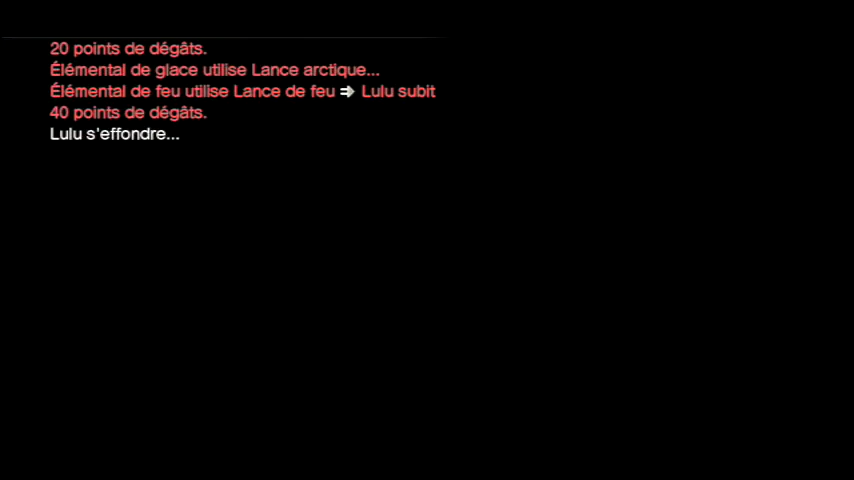 20 points de dégâts.
Élémental de glace utilise Lance arctique...
Élémental de feu utilise Lance de feu ➔ Lulu subit
40 points de dégâts.
Lulu s'effondre...